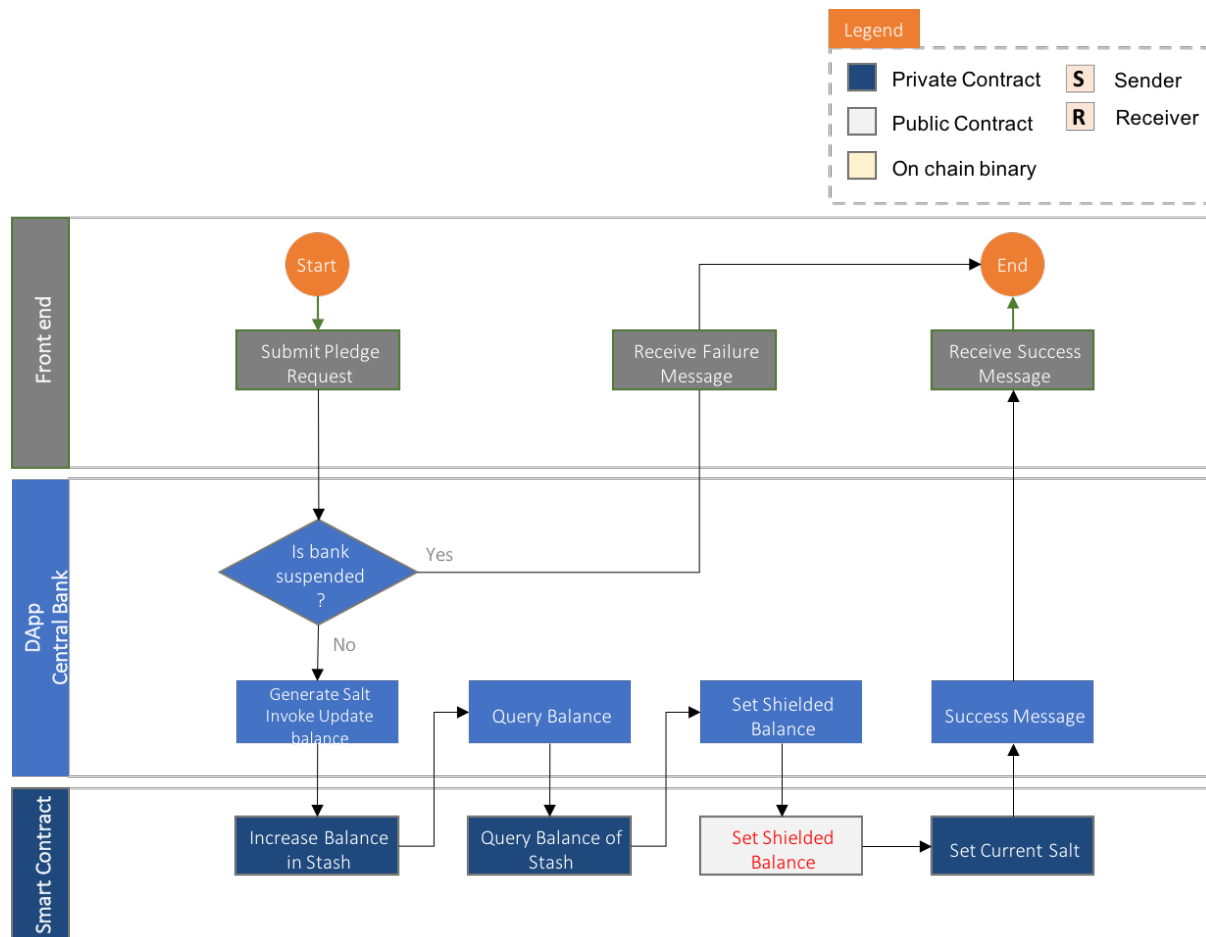 Legend
Private Contract
S
Sender
Public Contract
R
Receiver
On chain binary
Front end
Start
End
Submit Pledge
Request
Receive Failure
Message
Receive Success
Message
DApp
Central Bank
Is bank
suspended
?
Yes
No
Generate Salt
Invoke Update
balance
Query Balance
Set Shielded
Balance
Success Message
Smart Contract
Increase Balance
in Stash
Query Balance of
Stash
Set Shielded
Balance
Set Current Salt